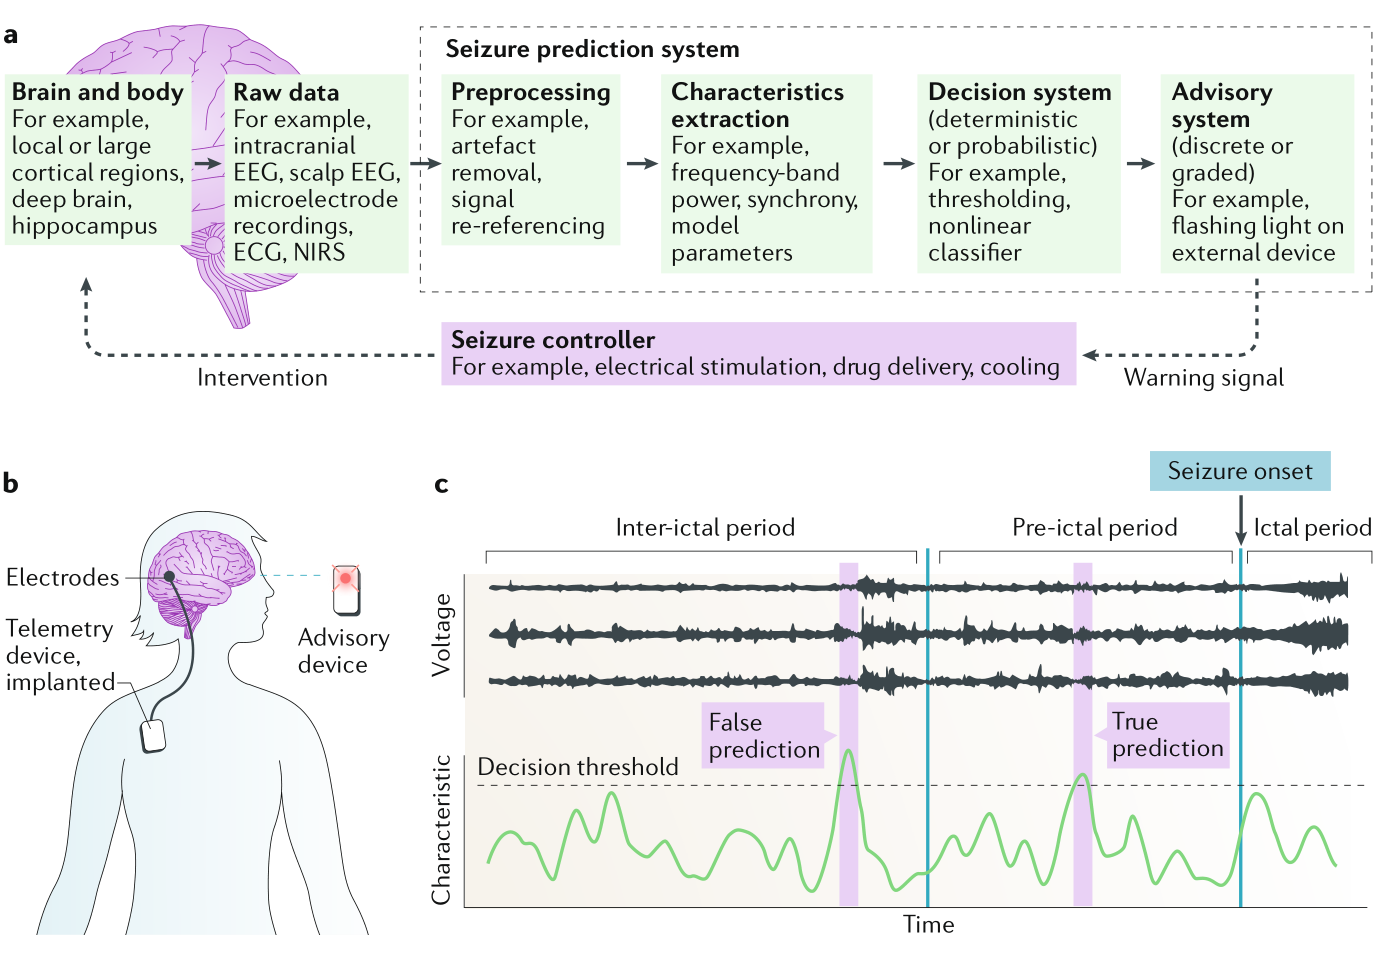 a
Seizure prediction system
Brain and body
For example,
local or large
cortical regions,
deep brain,
hippocampus
Raw data
For example,
intracranial
EEG, scalp EEG,
microelectrode
recordings,
ECG, NIRS
Preprocessing
For example,
artefact
removal,
signal
re-referencing
Characteristics
extraction
For example,
frequency-band
power, synchrony,
model
parameters
Decision system
(deterministic
or probabilistic)
For example,
thresholding,
nonlinear
classifier
Advisory
system
(discrete or
graded)
For example,
flashing light on
external device
Seizure controller
For example, electrical stimulation, drug delivery, cooling
Intervention
Warning signal
b
Electrodes
Telemetry
device,
implanted
Advisory
device
c
Seizure onset
Inter-ictal period
Pre-ictal period
Ictal period
Voltage
False
prediction
True
prediction
Decision threshold
Characteristic
Time